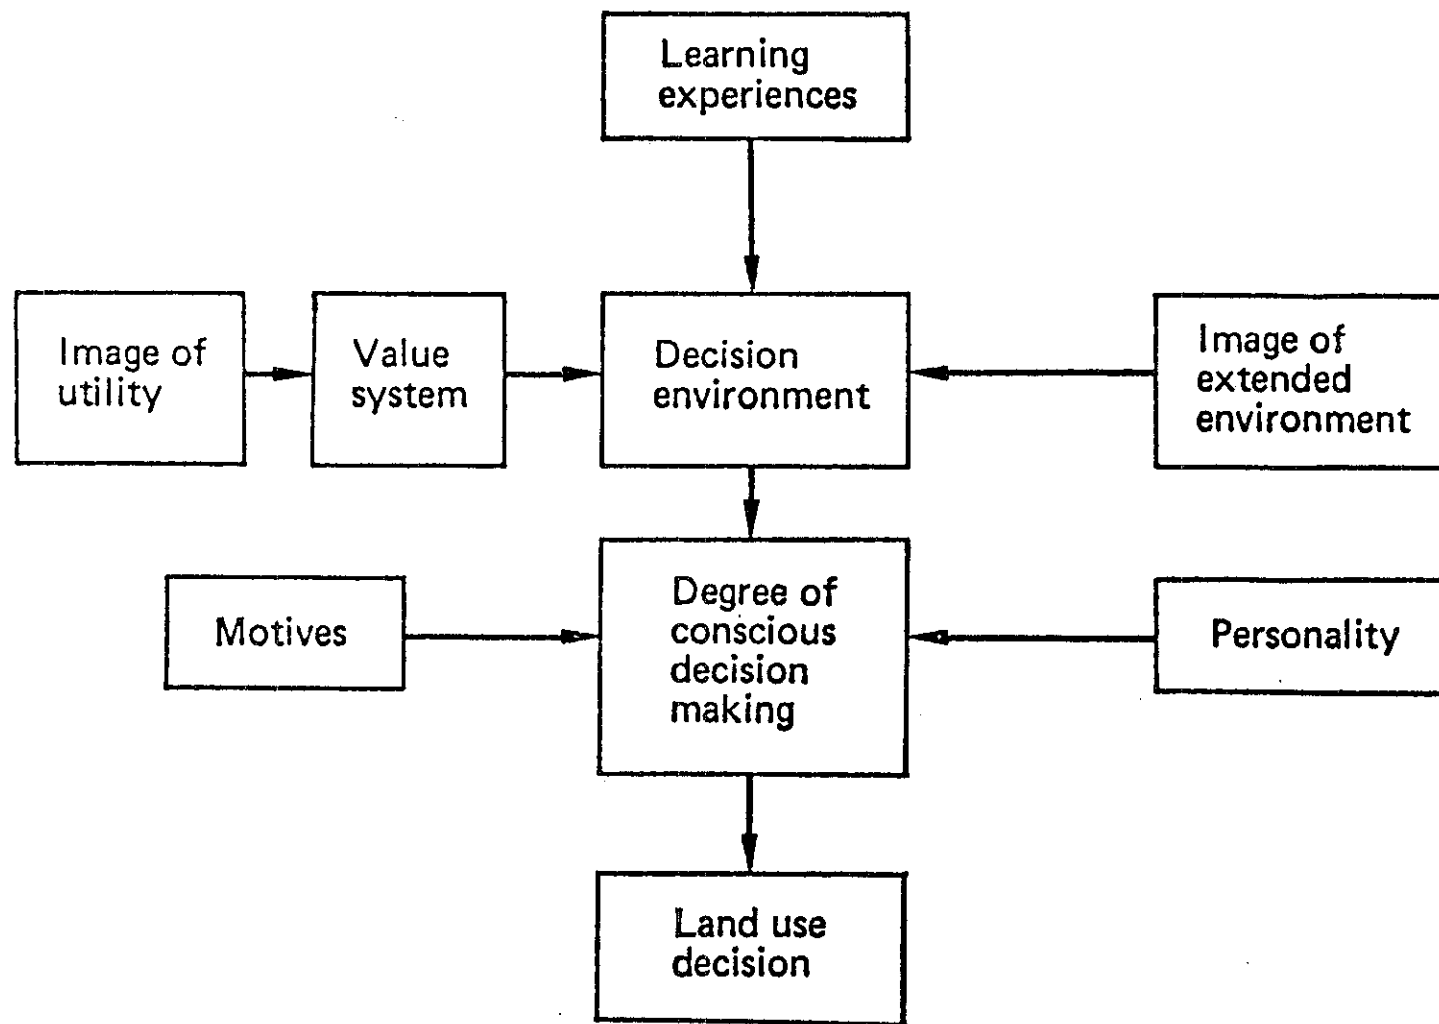 Learning
experiences
Image of
utility
Value
system
Decision
environment
Image of
extended
environment
Motives
Degree of
conscious
decision
making
Personality
Land use
decision